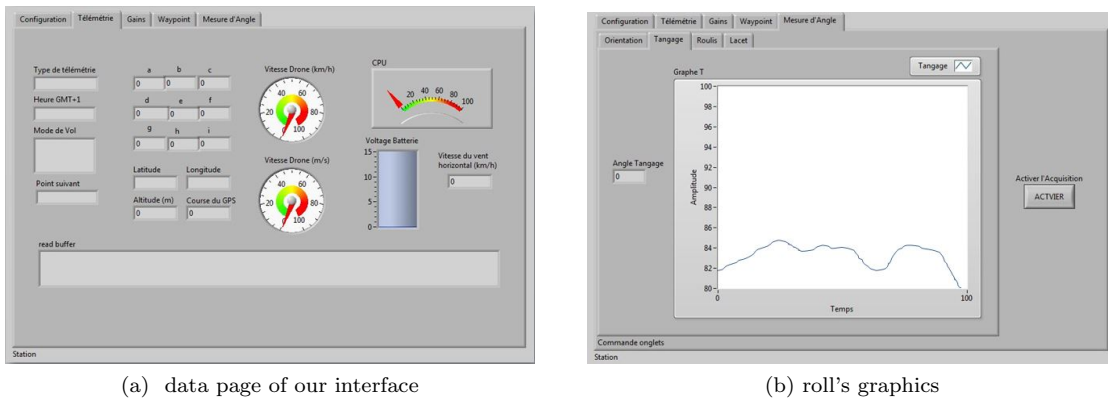 Configuration Télémétrie Gains Waypoint Mesure d'Angle
Type de télémétrie
Heure GMT+1
Mode de Vol
Point suivant
a b c
0 0 0
d e f
0 0 0
g h i
0 0 0
Latitude Longitude
Altitude (m) Course du GPS
0 0
Vitesse Drone (km/h)
0 20 40 60 80 100
Vitesse Drone (m/s)
0 20 40 60 80 100
CPU
20 40 60 80 100
Voltage Batterie
15
10
5
0
Vitesse du vent
horizontal (km/h)
0
read buffer
Station
(a) data page of our interface
Configuration Télémétrie Gains Waypoint Mesure d'Angle
Orientation Tangage Roulis Lacet
Tangage
Graphe T
Angle Tangage
0
Amplitude
100
98
96
94
92
90
88
86
84
82
80
0 100
Temps
Activer l'Acquisition
ACTVIER
Commande onglets
Station
(b) roll's graphics